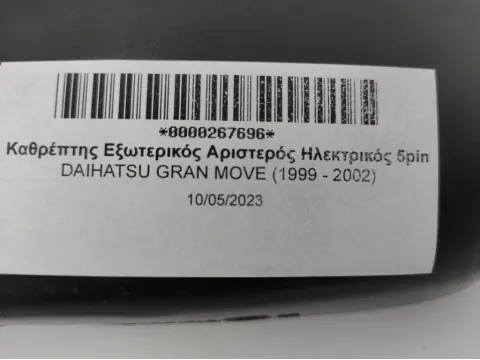 *0000267696*
Καθρέπτης Εξωτερικός Αριστερός Ηλεκτρικός 5pin
DAIHATSU GRAN MOVE (1999 - 2002)
10/05/2023